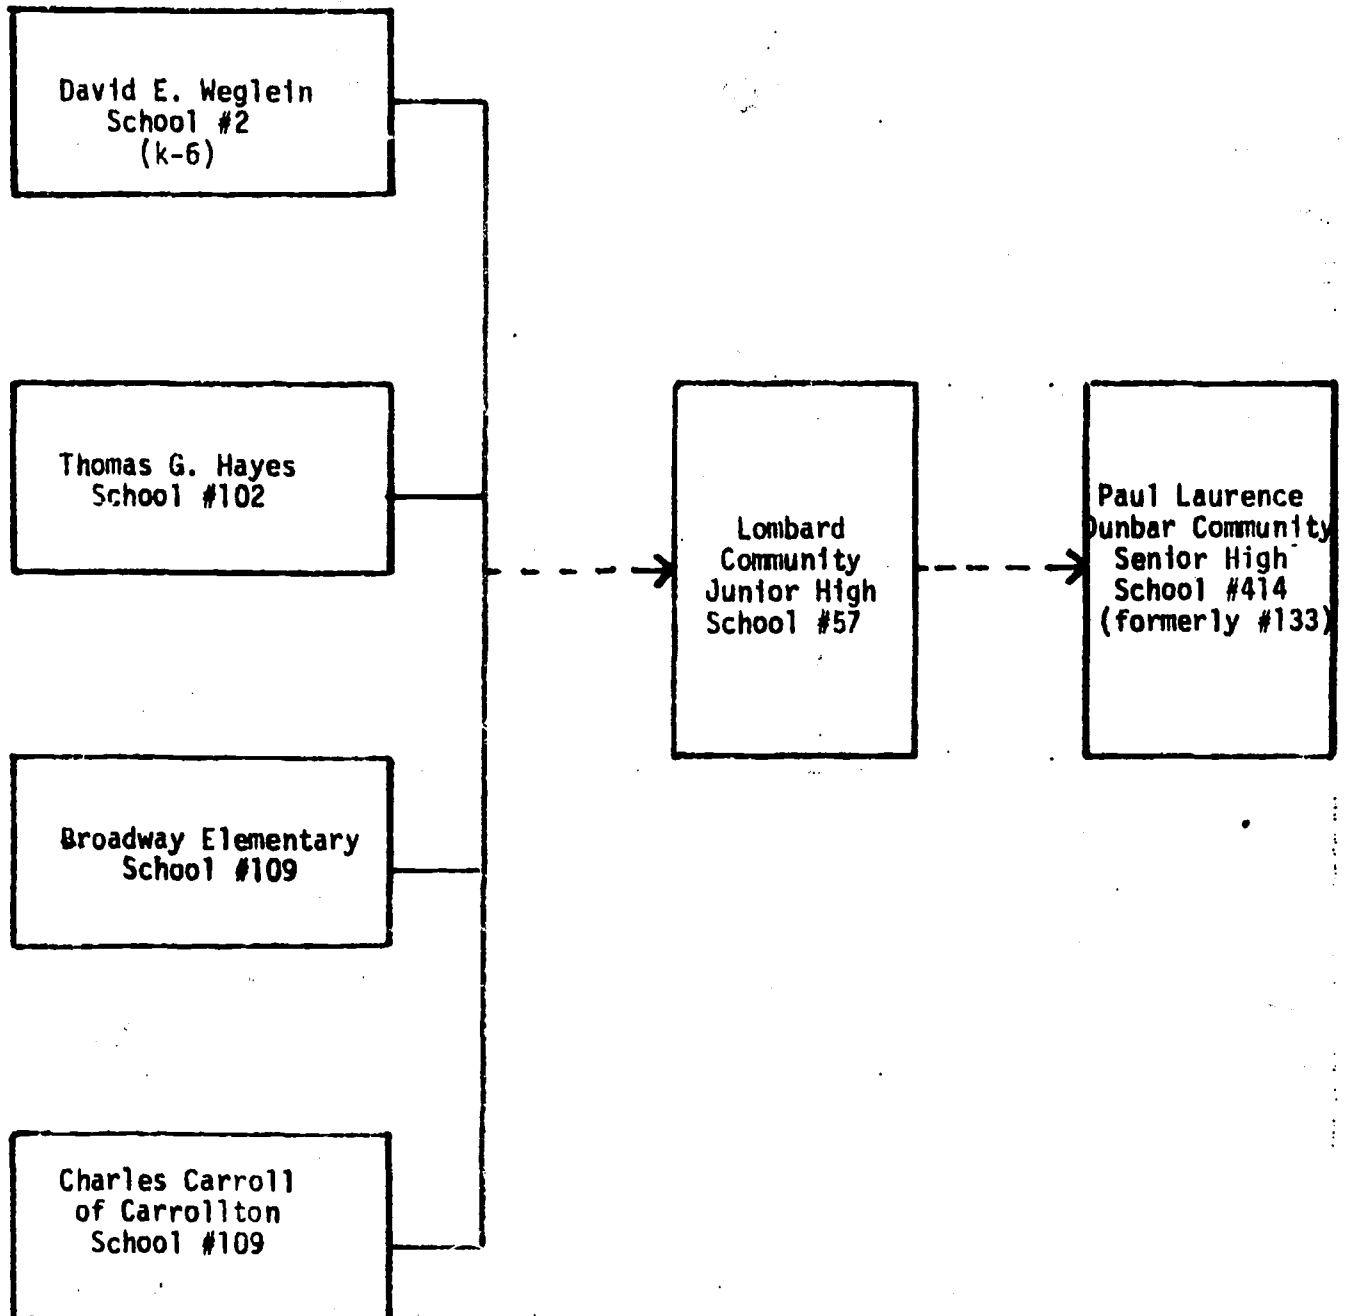 David E. Weglein
School #2
(k-6)
Thomas G. Hayes
School #102
Broadway Elementary
School #109
Charles Carroll
of Carrollton
School #109
Lombard
Community
Junior High
School #57
Paul Laurence
Dunbar Community
Senior High
School #414
(formerly #133)